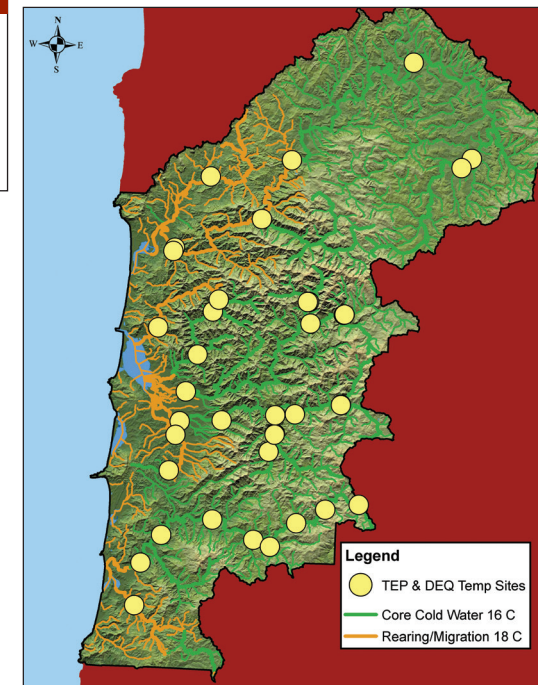 N
W E
S
Legend
TEP & DEQ Temp Sites
Core Cold Water 16 C
Rearing/Migration 18 C